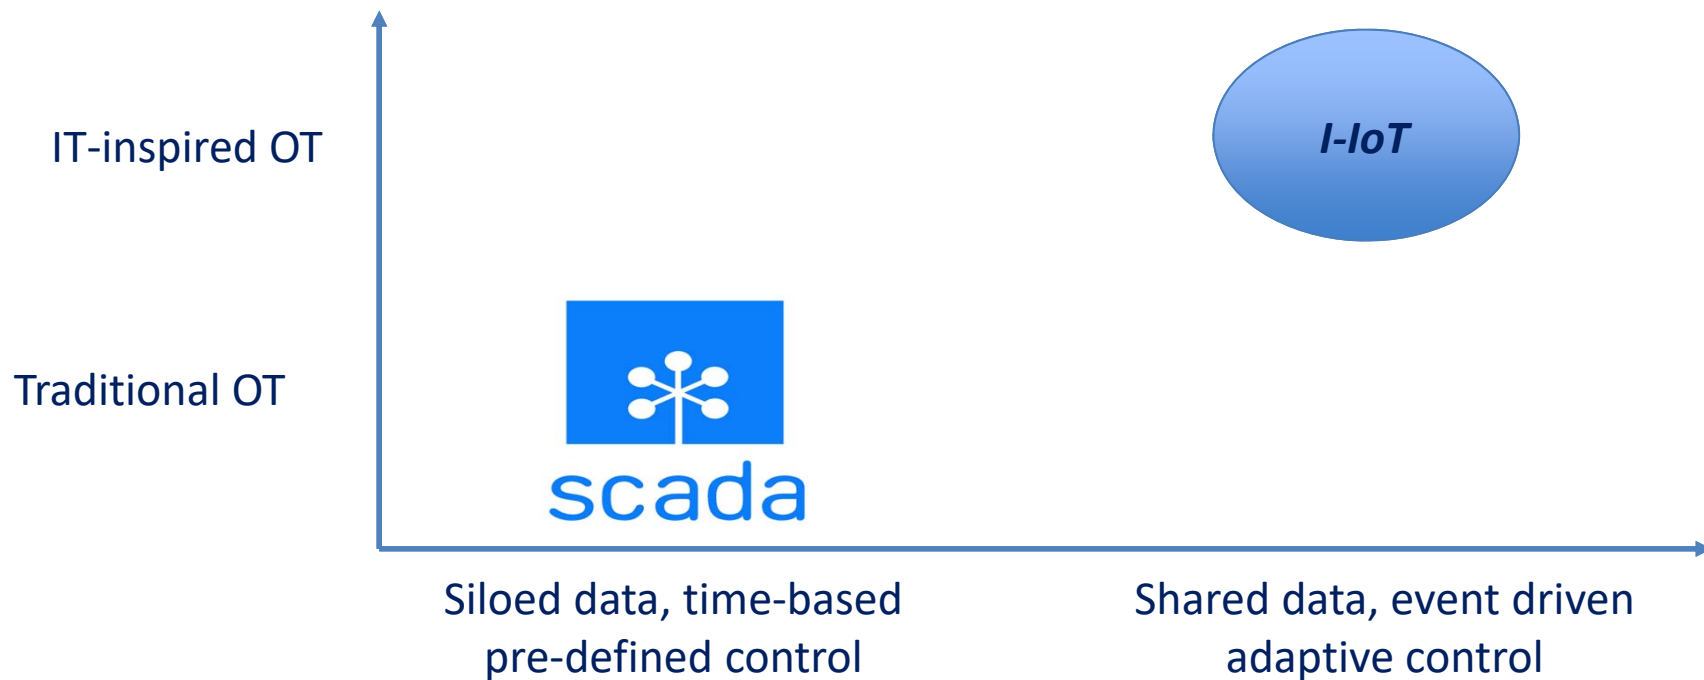 I-IoT
IT-inspired OT
Traditional OT
scada
Siloed data, time-based
pre-defined control
Shared data, event driven
adaptive control